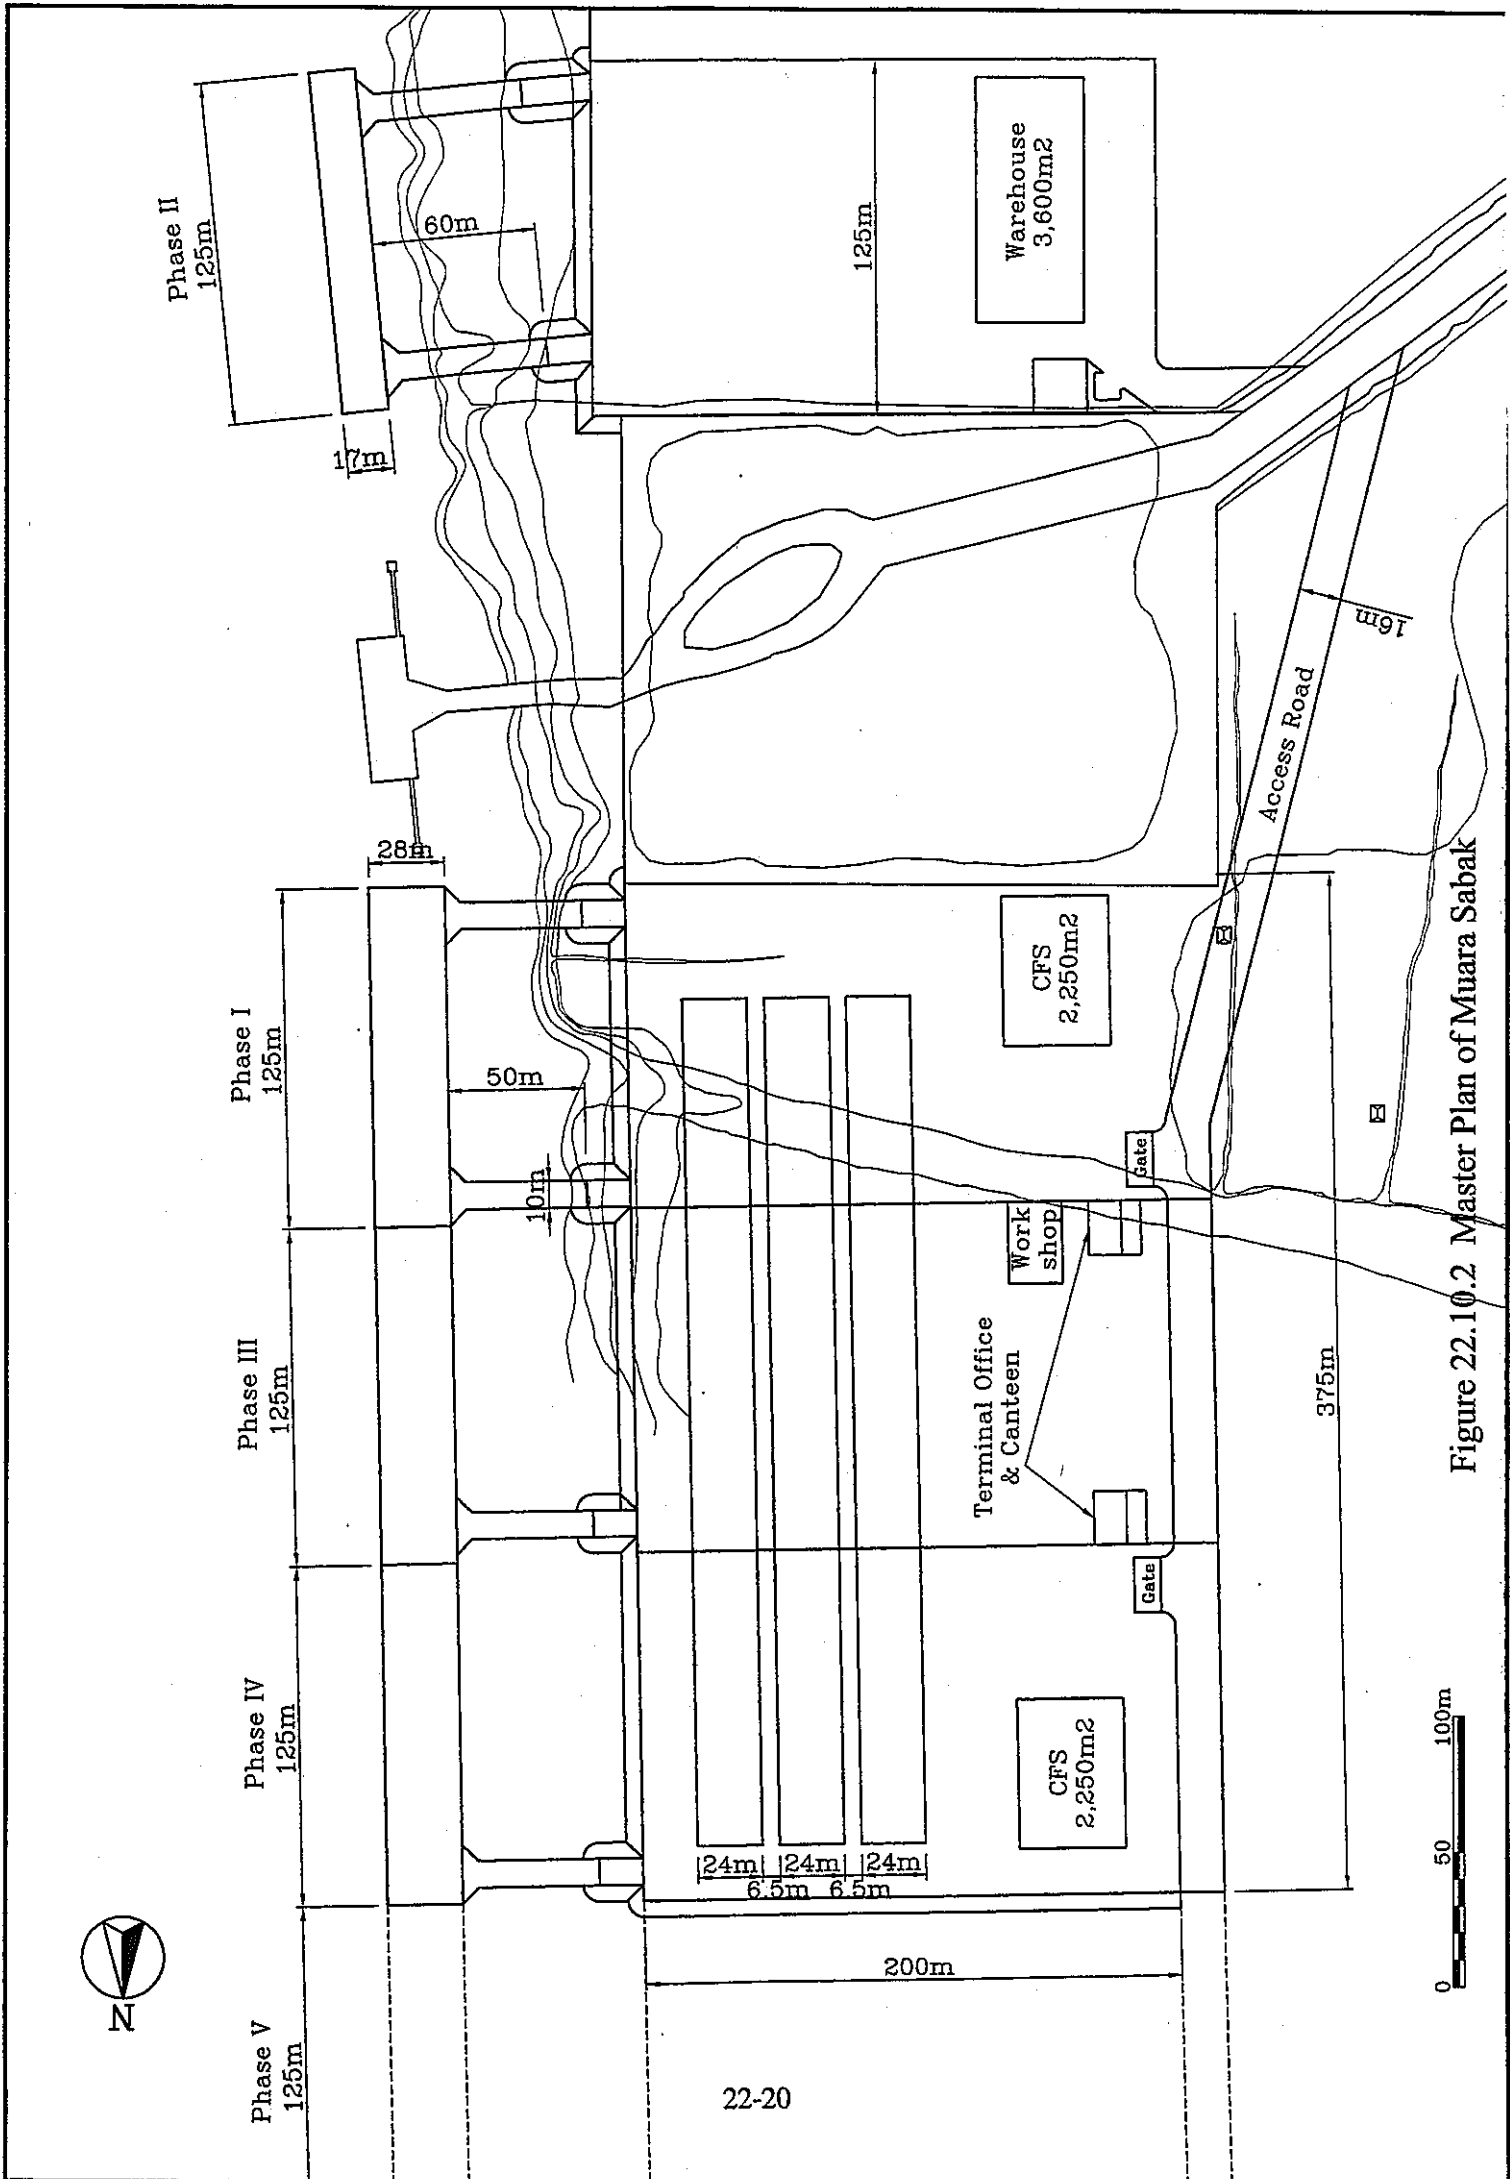 Phase V
125m
Phase IV
125m
Phase III
125m
Phase I
125m
Phase II
125m
N
28m
17m
50m
60m
10m
125m
Warehouse
3,600m2
24m
24m
24m
6.5m
6.5m
200m
CFS
2,250m2
CFS
2,250m2
Terminal Office
& Canteen
Work
shop
Gate
Gate
Access Road
16m
375m
0
50
100m
Figure 22.10.2 Master Plan of Muara Sabak
22-20